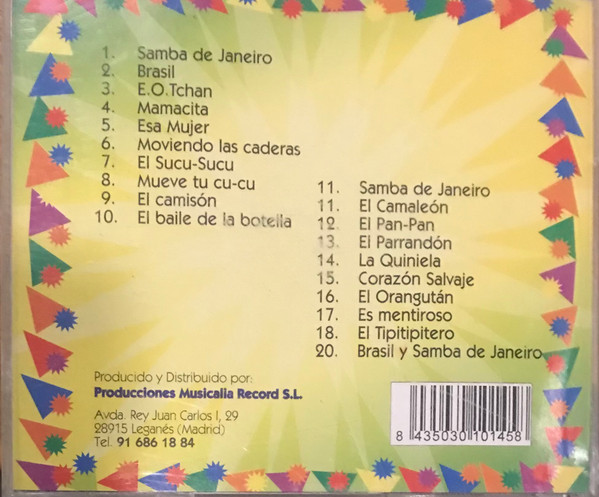 1. Samba de Janeiro
2. Brasil
3. E.O.Tchan
4. Mamacita
5. Esa Mujer
6. Moviendo las caderas
7. El Sucu-Sucu
8. Mueve tu cu-cu
9. El camisón
10. El baile de la botella
11. Samba de Janeiro
11. El Camaleón
12. El Pan-Pan
13. El Parrandón
14. La Quiniela
15. Corazón Salvaje
16. El Orangután
17. Es mentiroso
18. El Tipitipitero
20. Brasil y Samba de Janeiro
Producido y Distribuido por:
Producciones Musicalia Record S.L.
Avda. Rey Juan Carlos I, 29
28915 Leganés (Madrid)
Tel. 91 686 18 84
8 435030 101458